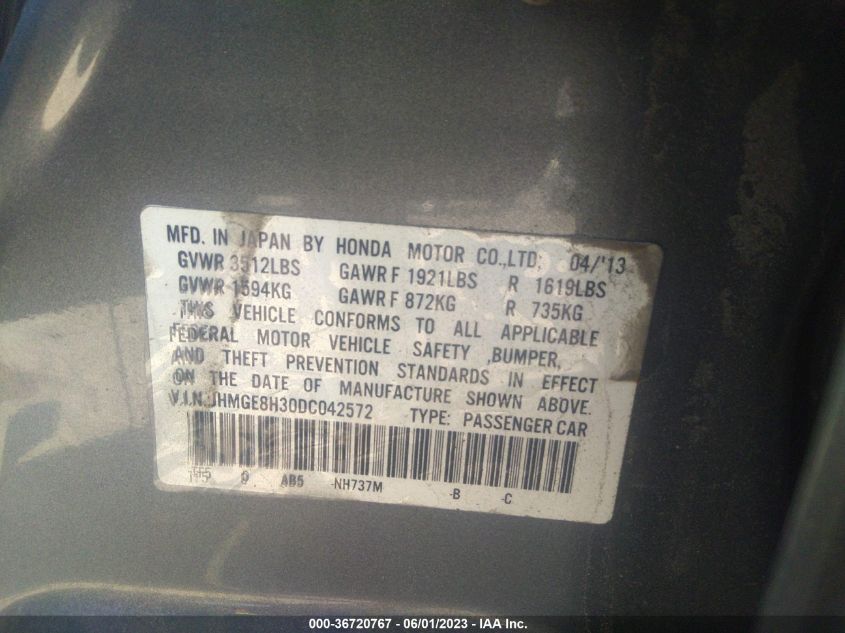 MFD. IN JAPAN BY HONDA MOTOR CO.,LTD. 04/'13
GVWR 3512LBS GAWR F 1921LBS R 1619LBS
GVWR 1594KG GAWR F 872KG R 735KG
THIS VEHICLE CONFORMS TO ALL APPLICABLE
FEDERAL MOTOR VEHICLE SAFETY ,BUMPER,
AND THEFT PREVENTION STANDARDS IN EFFECT
ON THE DATE OF MANUFACTURE SHOWN ABOVE.
V.I.N. JHMGE8H30DC042572 TYPE: PASSENGER CAR
AB5 -NH737M -B -C
000-36720767 - 06/01/2023 - IAA Inc.